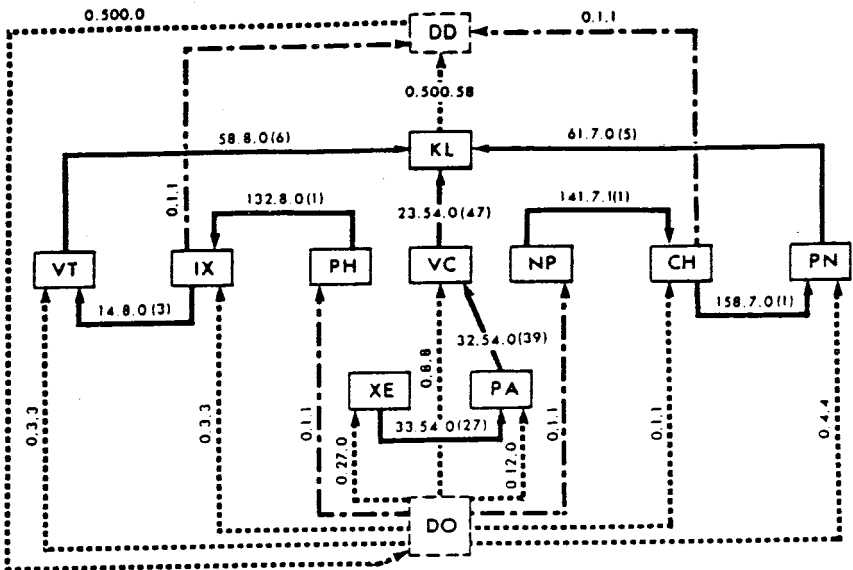 0.500.0
DD
0.1.1
0.500.58
58.8.0(6)
KL
61.7.0(5)
0.1.1
132.8.0(1)
23.54.0(47)
141.7.1(1)
VT
IX
PH
VC
NP
CH
PN
14.8.0(3)
158.7.0(1)
32.54.0(39)
0.8.8
XE
PA
0.3.3
0.3.3
0.1.1
33.54.0(27)
0.1.1
0.1.1
0.4.4
0.27.0
0.12.0
DO